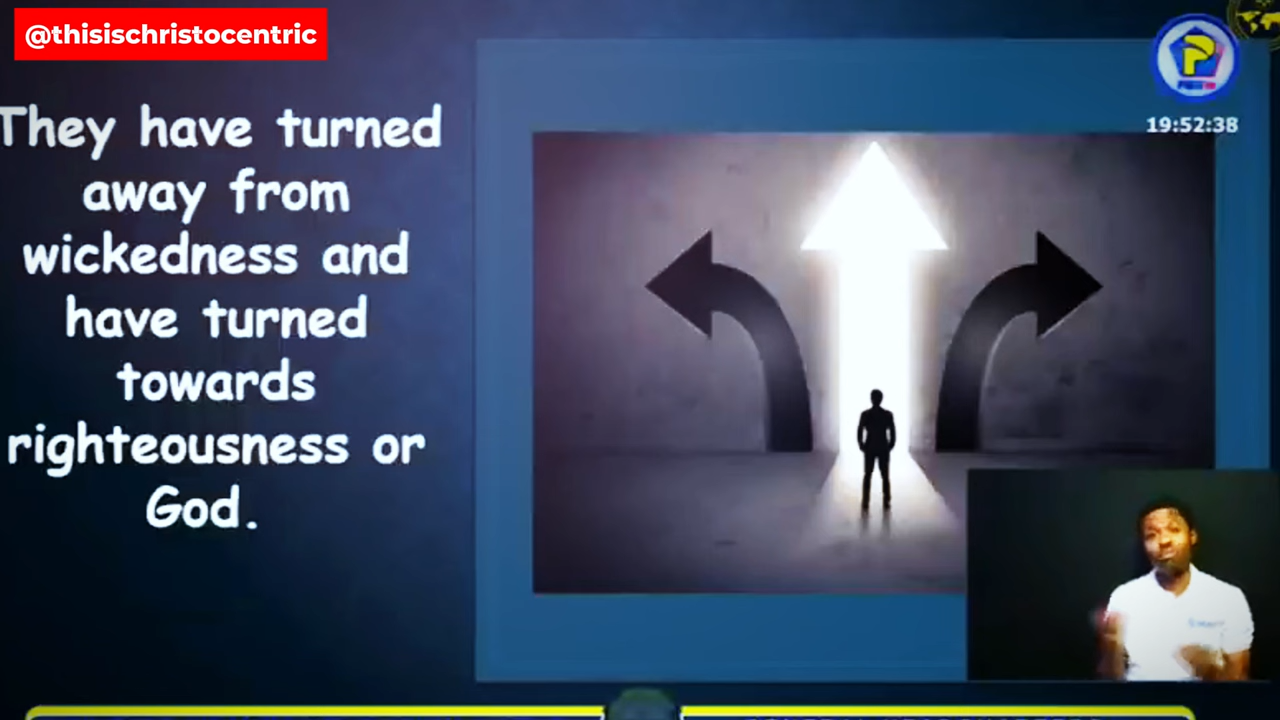 @thisischristocentric
They have turned
away from
wickedness and
have turned
towards
righteousness or
God.
P
19:52:38